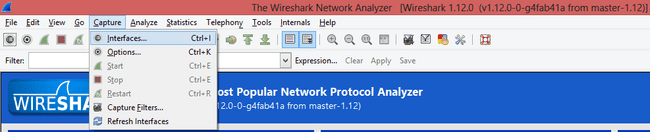 The Wireshark Network Analyzer [Wireshark 1.12.0 (v1.12.0-0-g4fab41a from master-1.12)]
File Edit View Go Capture Analyze Statistics Telephony Tools Internals Help
Interfaces... Ctrl+I
Options... Ctrl+K
Start Ctrl+E
Stop Ctrl+E
Restart Ctrl+R
Capture Filters...
Refresh Interfaces
Filter: Expression... Clear Apply Save
WIRESHARK
ost Popular Network Protocol Analyzer
.12.0-0-g4fab41a from master-1.12)